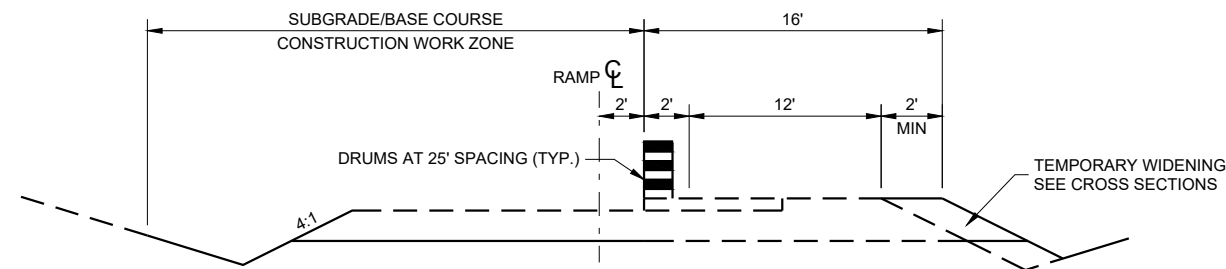 SUBGRADE/BASE COURSE
CONSTRUCTION WORK ZONE
16'
RAMP ℄
2'
2'
12'
2'
MIN
DRUMS AT 25' SPACING (TYP.)
TEMPORARY WIDENING
SEE CROSS SECTIONS
4:1